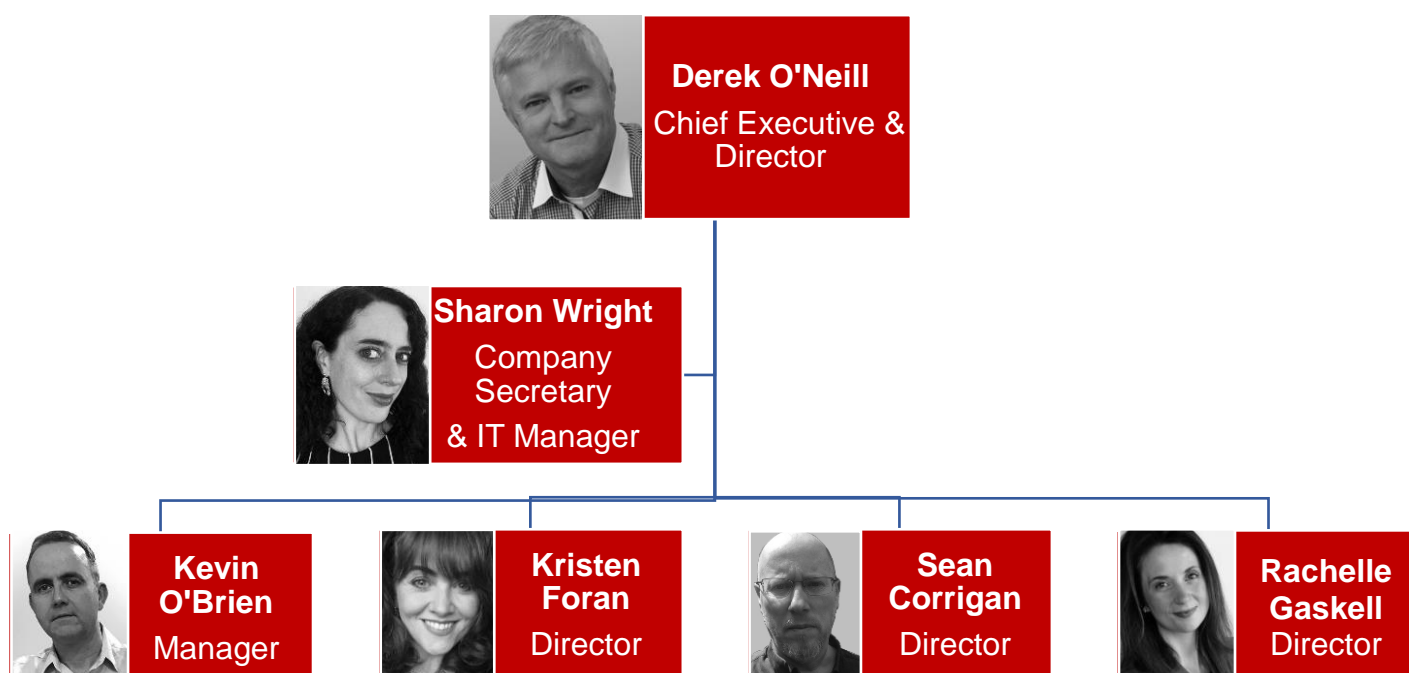 Derek O'Neill
Chief Executive &
Director
Sharon Wright
Company
Secretary
& IT Manager
Kevin
O'Brien
Manager
Kristen
Foran
Director
Sean
Corrigan
Director
Rachelle
Gaskell
Director